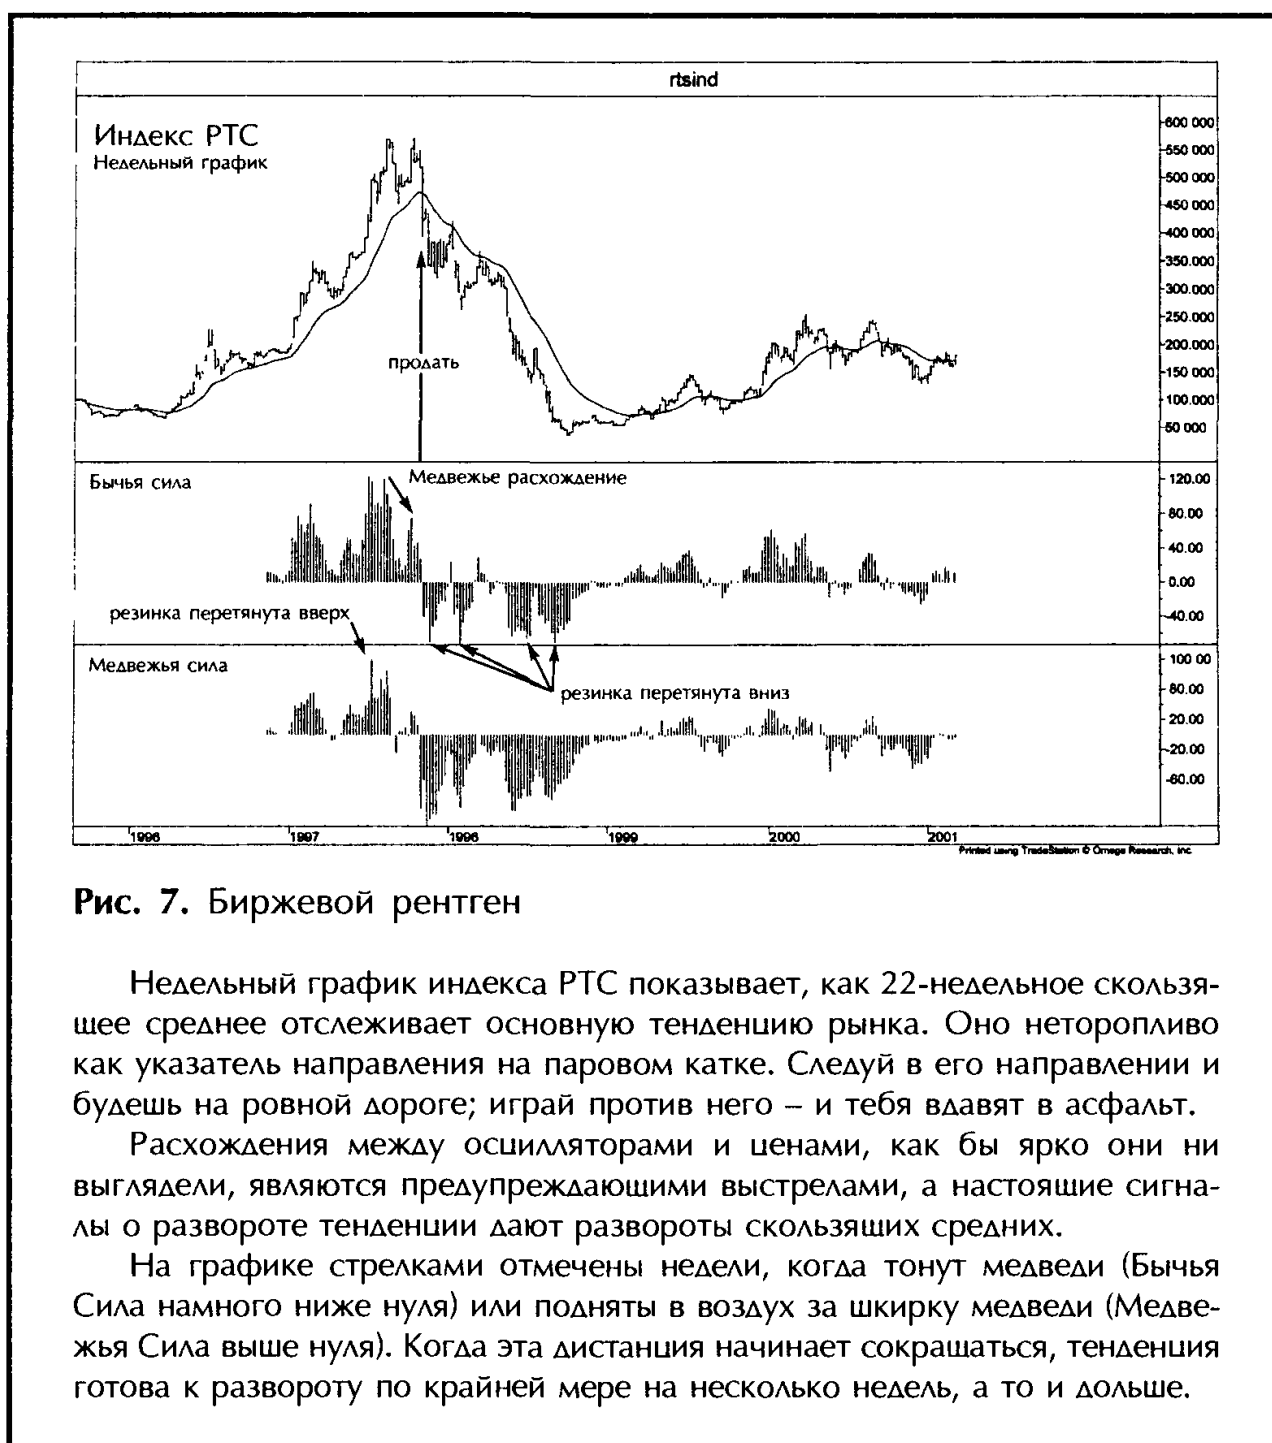 rtsind
Индекс РТС
Недельный график
600 000
550 000
500 000
450 000
400 000
350.000
300.000
250.000
200.000
150 000
100.000
50 000
продать
Бычья сила
Медвежье расхождение
120.00
80.00
40.00
0.00
-40.00
резинка перетянута вверх
Медвежья сила
резинка перетянута вниз
100 00
80.00
20.00
-20.00
-60.00
1996
1997
1996
1999
2000
2001
Printed using TradeStation © Omega Research, Inc
Рис. 7. Биржевой рентген
Недельный график индекса РТС показывает, как 22-недельное скользя-
щее среднее отслеживает основную тенденцию рынка. Оно неторопливо
как указатель направления на паровом катке. Следуй в его направлении и
будешь на ровной дороге; играй против него – и тебя вдавят в асфальт.
Расхождения между осцилляторами и ценами, как бы ярко они ни
выглядели, являются предупреждающими выстрелами, а настоящие сигна-
лы о развороте тенденции дают развороты скользящих средних.
На графике стрелками отмечены недели, когда тонут медведи (Бычья
Сила намного ниже нуля) или подняты в воздух за шкирку медведи (Медве-
жья Сила выше нуля). Когда эта дистанция начинает сокращаться, тенденция
готова к развороту по крайней мере на несколько недель, а то и дольше.